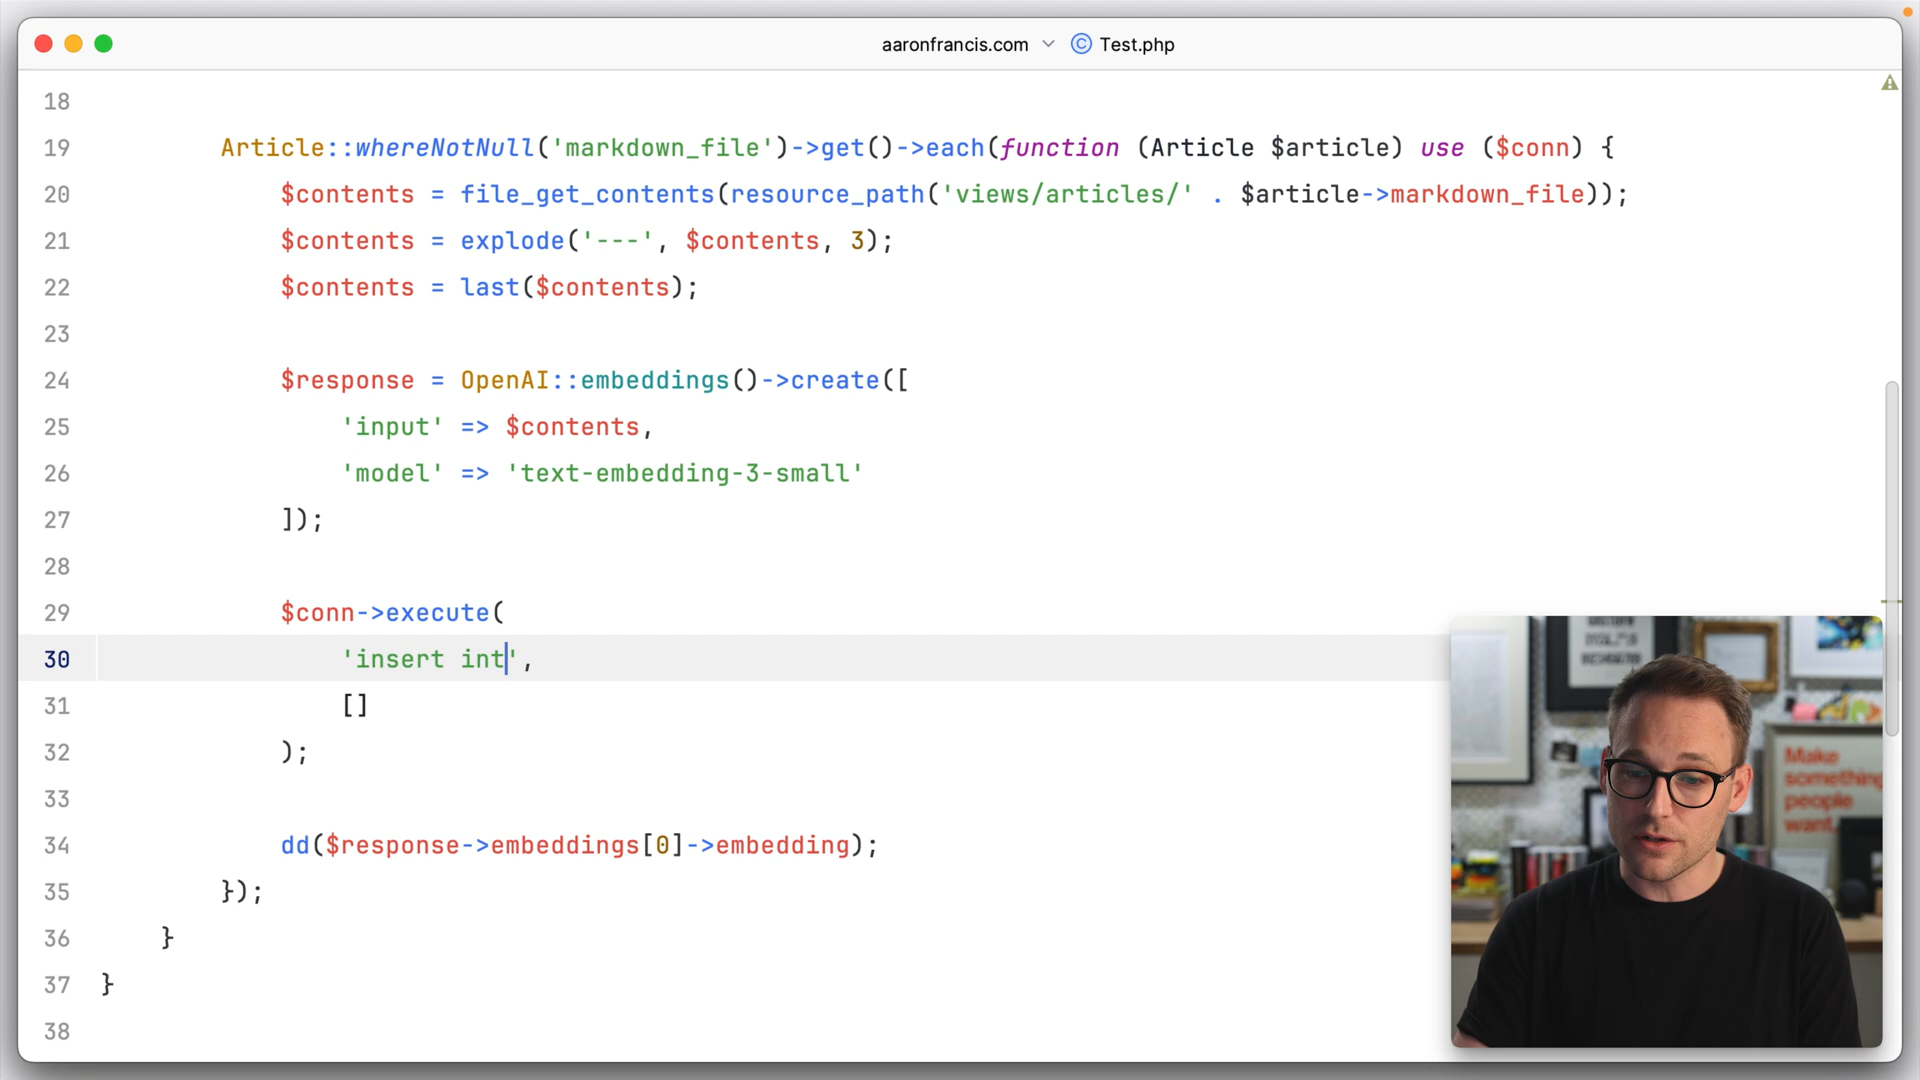 aaronfrancis.com Test.php
18
19 Article::whereNotNull('markdown_file')->get()->each(function (Article $article) use ($conn) {
20 $contents = file_get_contents(resource_path('views/articles/' . $article->markdown_file));
21 $contents = explode('---', $contents, 3);
22 $contents = last($contents);
23
24 $response = OpenAI::embeddings()->create([
25 'input' => $contents,
26 'model' => 'text-embedding-3-small'
27 ]);
28
29 $conn->execute(
30 'insert int',
31 []
32 );
33
34 dd($response->embeddings[0]->embedding);
35 });
36 }
37 }
38
Make
something
people
want.